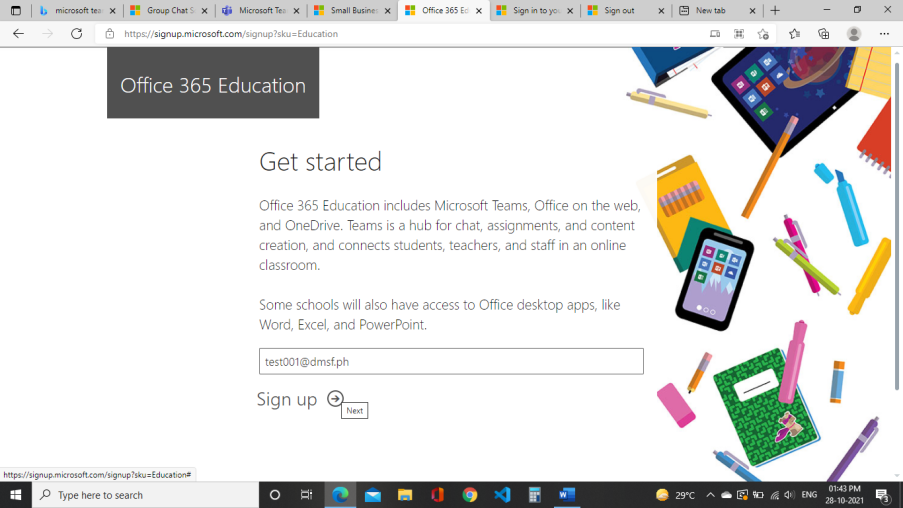 microsoft tea
Group Chat S
Microsoft Tea
Small Busines
Office 365 Ed
Sign in to yo
Sign out
New tab
https://signup.microsoft.com/signup?sku=Education
Office 365 Education
Get started
Office 365 Education includes Microsoft Teams, Office on the web,
and OneDrive. Teams is a hub for chat, assignments, and content
creation, and connects students, teachers, and staff in an online
classroom.
Some schools will also have access to Office desktop apps, like
Word, Excel, and PowerPoint.
test001@dmsf.ph
Sign up
Next
https://signup.microsoft.com/signup?sku=Education#
Type here to search
29°C
ENG
01:43 PM
28-10-2021
3